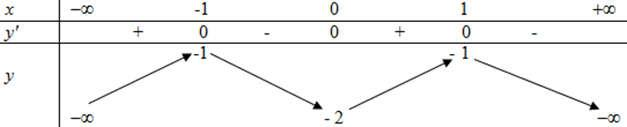 x −∞ -1 0 1 +∞
y' + 0 - 0 + 0 -
-1 - 1
y
−∞ - 2 −∞